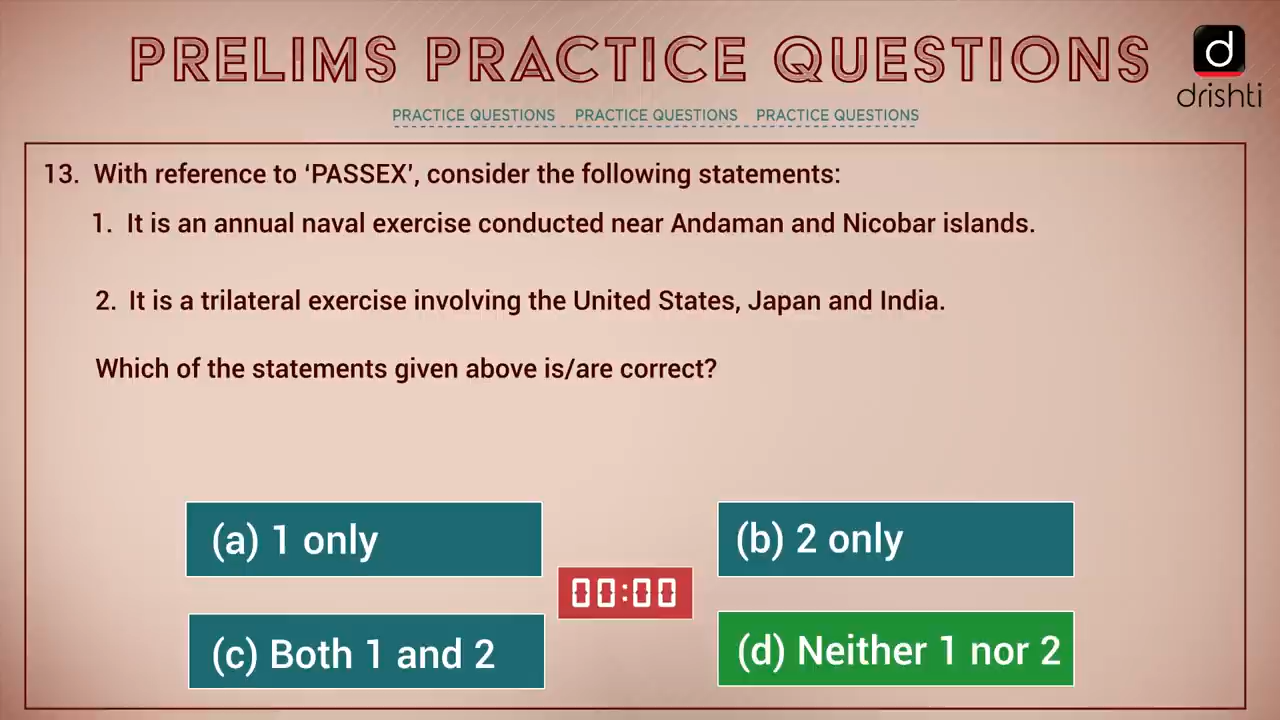 PRELIMS PRACTICE QUESTIONS
drishti
PRACTICE QUESTIONS PRACTICE QUESTIONS PRACTICE QUESTIONS
13. With reference to ‘PASSEX’, consider the following statements:
1. It is an annual naval exercise conducted near Andaman and Nicobar islands.
2. It is a trilateral exercise involving the United States, Japan and India.
Which of the statements given above is/are correct?
(a) 1 only
(b) 2 only
00:00
(c) Both 1 and 2
(d) Neither 1 nor 2